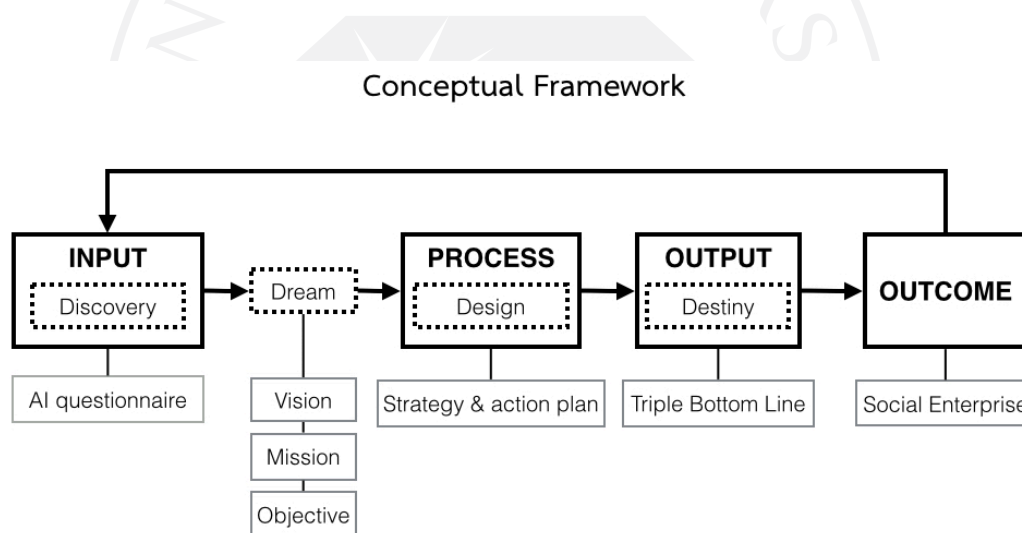 Conceptual Framework
INPUT
Discovery
AI questionnaire
Dream
Vision
Mission
Objective
PROCESS
Design
Strategy & action plan
OUTPUT
Destiny
Triple Bottom Line
OUTCOME
Social Enterprise